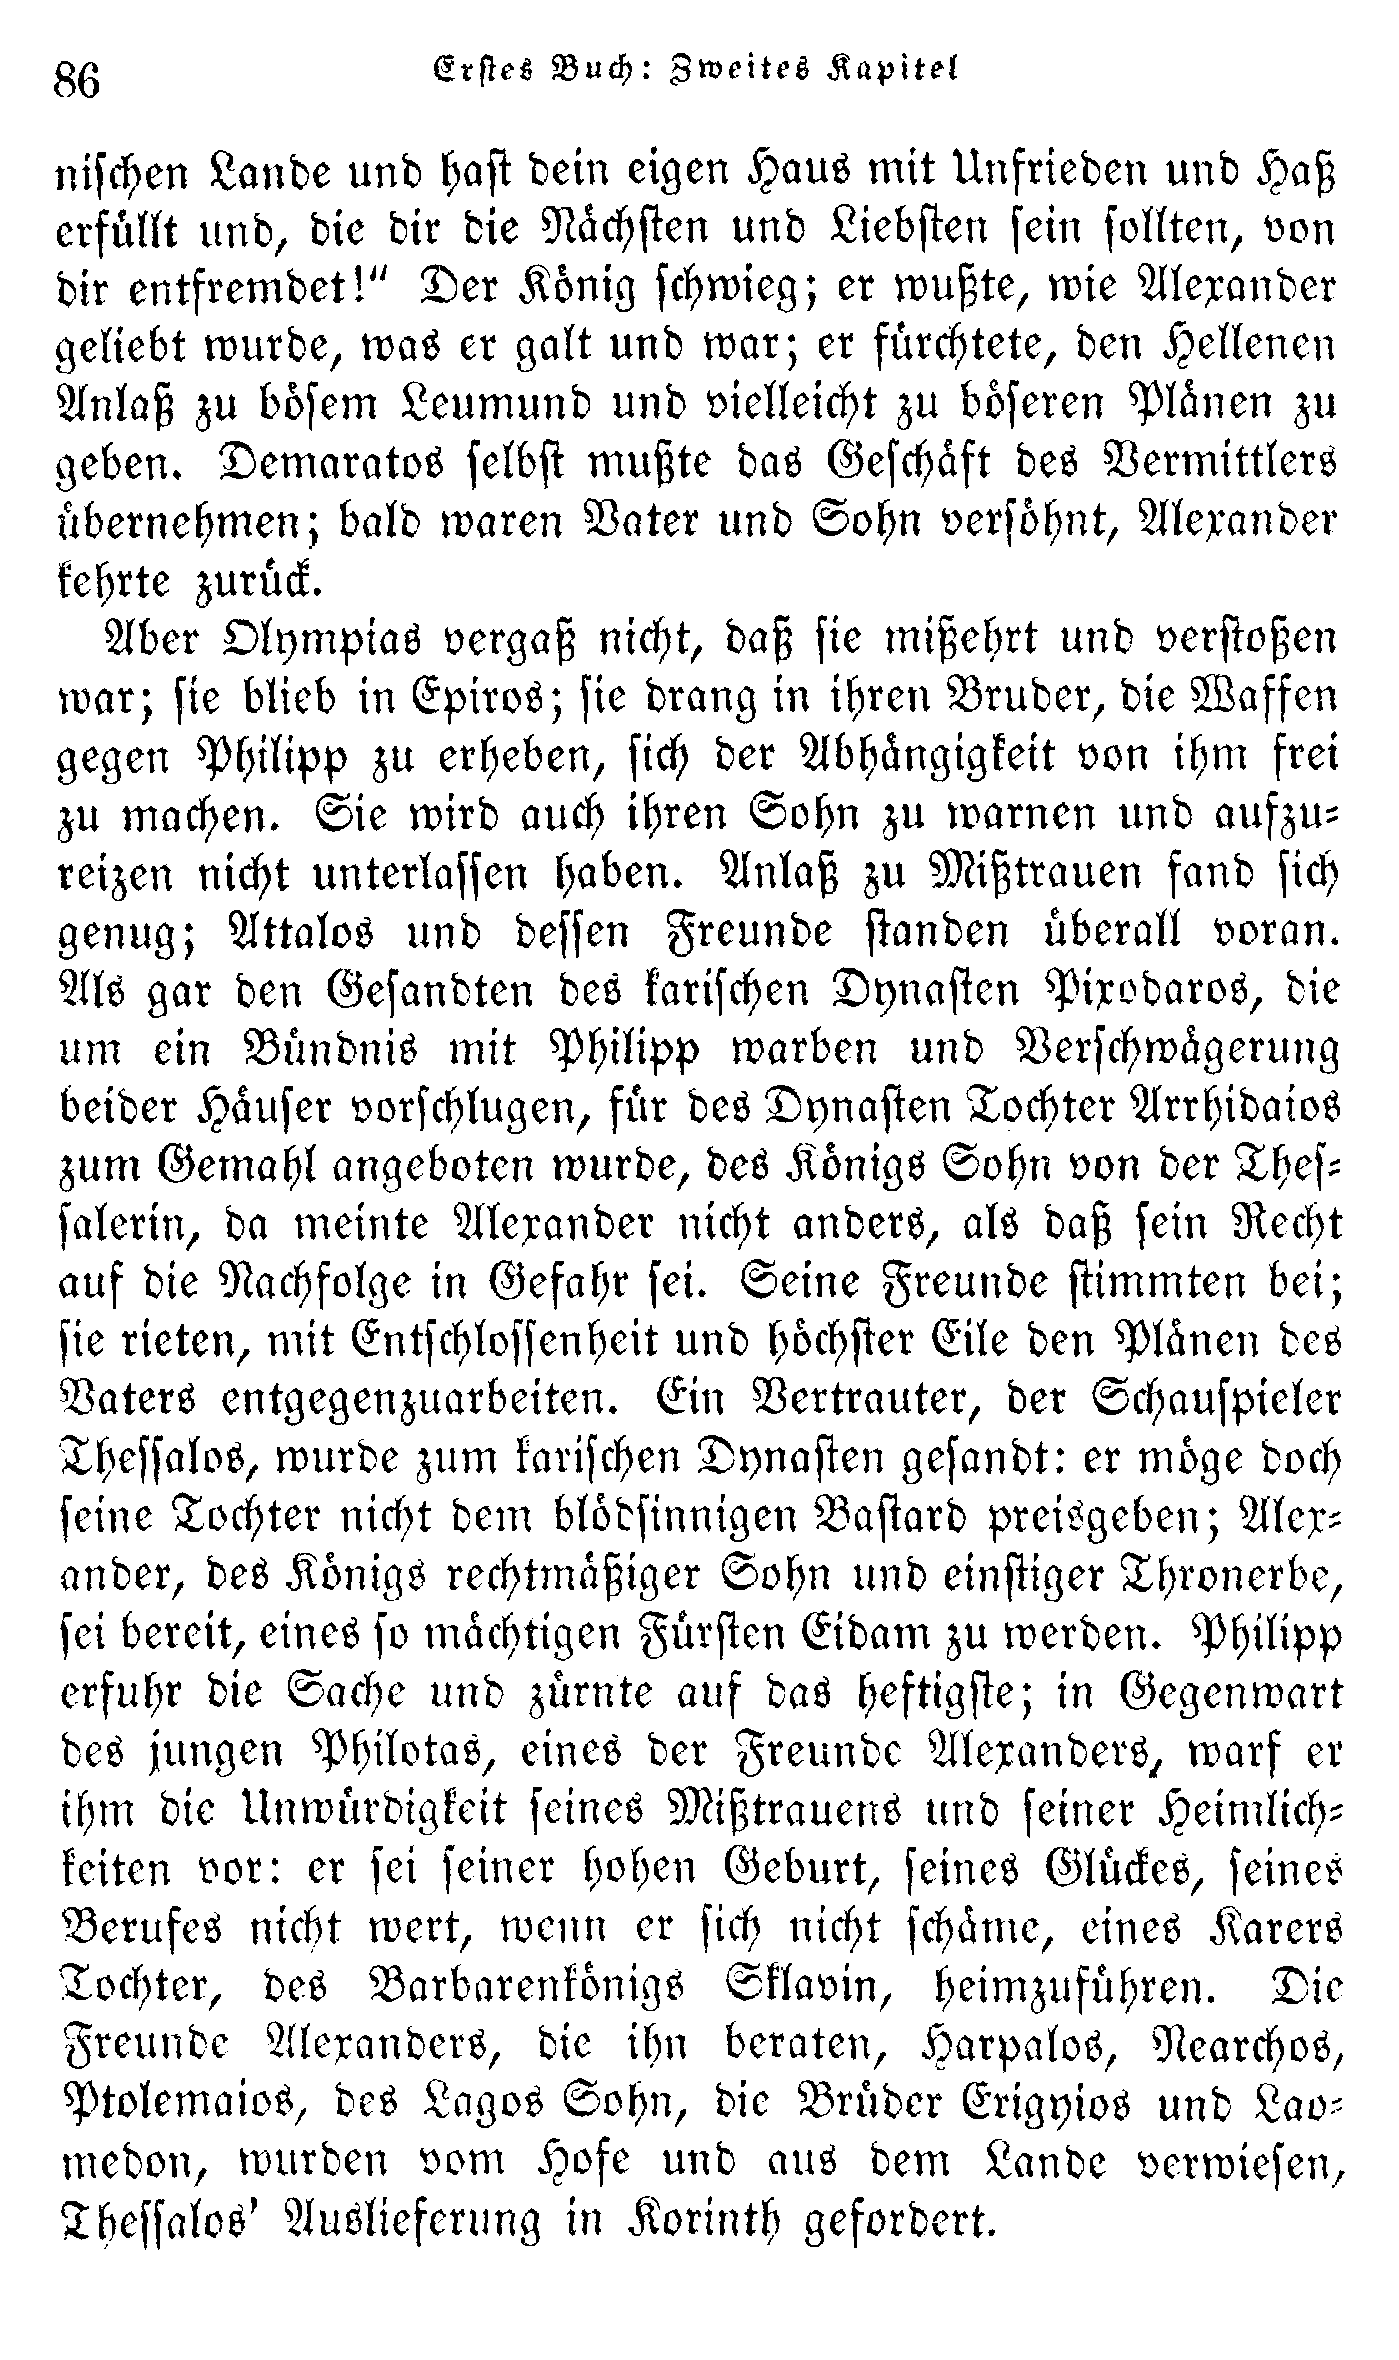 86
Erstes Buch: Zweites Kapitel
nischen Lande und hast dein eigen Haus mit Unfrieden und Haß
erfüllt und, die dir die Nächsten und Liebsten sein sollten, von
dir entfremdet!“ Der König schwieg; er wußte, wie Alexander
geliebt wurde, was er galt und war; er fürchtete, den Hellenen
Anlaß zu bösem Leumund und vielleicht zu böseren Plänen zu
geben. Demaratos selbst mußte das Geschäft des Vermittlers
übernehmen; bald waren Vater und Sohn versöhnt, Alexander
kehrte zurück.
Aber Olympias vergaß nicht, daß sie mißehrt und verstoßen
war; sie blieb in Epiros; sie drang in ihren Bruder, die Waffen
gegen Philipp zu erheben, sich der Abhängigkeit von ihm frei
zu machen. Sie wird auch ihren Sohn zu warnen und aufzu-
reizen nicht unterlassen haben. Anlaß zu Mißtrauen fand sich
genug; Attalos und dessen Freunde standen überall voran.
Als gar den Gesandten des karischen Dynasten Pixodaros, die
um ein Bündnis mit Philipp warben und Verschwägerung
beider Häuser vorschlugen, für des Dynasten Tochter Arrhidaios
zum Gemahl angeboten wurde, des Königs Sohn von der Thes-
salerin, da meinte Alexander nicht anders, als daß sein Recht
auf die Nachfolge in Gefahr sei. Seine Freunde stimmten bei;
sie rieten, mit Entschlossenheit und höchster Eile den Plänen des
Vaters entgegenzuarbeiten. Ein Vertrauter, der Schauspieler
Thessalos, wurde zum karischen Dynasten gesandt: er möge doch
seine Tochter nicht dem blödsinnigen Bastard preisgeben; Alex-
ander, des Königs rechtmäßiger Sohn und einstiger Thronerbe,
sei bereit, eines so mächtigen Fürsten Eidam zu werden. Philipp
erfuhr die Sache und zürnte auf das heftigste; in Gegenwart
des jungen Philotas, eines der Freunde Alexanders, warf er
ihm die Unwürdigkeit seines Mißtrauens und seiner Heimlich-
keiten vor: er sei seiner hohen Geburt, seines Glückes, seines
Berufes nicht wert, wenn er sich nicht schäme, eines Karers
Tochter, des Barbarenkönigs Sklavin, heimzuführen. Die
Freunde Alexanders, die ihn beraten, Harpalos, Nearchos,
Ptolemaios, des Lagos Sohn, die Brüder Erigyios und Lao-
medon, wurden vom Hofe und aus dem Lande verwiesen,
Thessalos’ Auslieferung in Korinth gefordert.